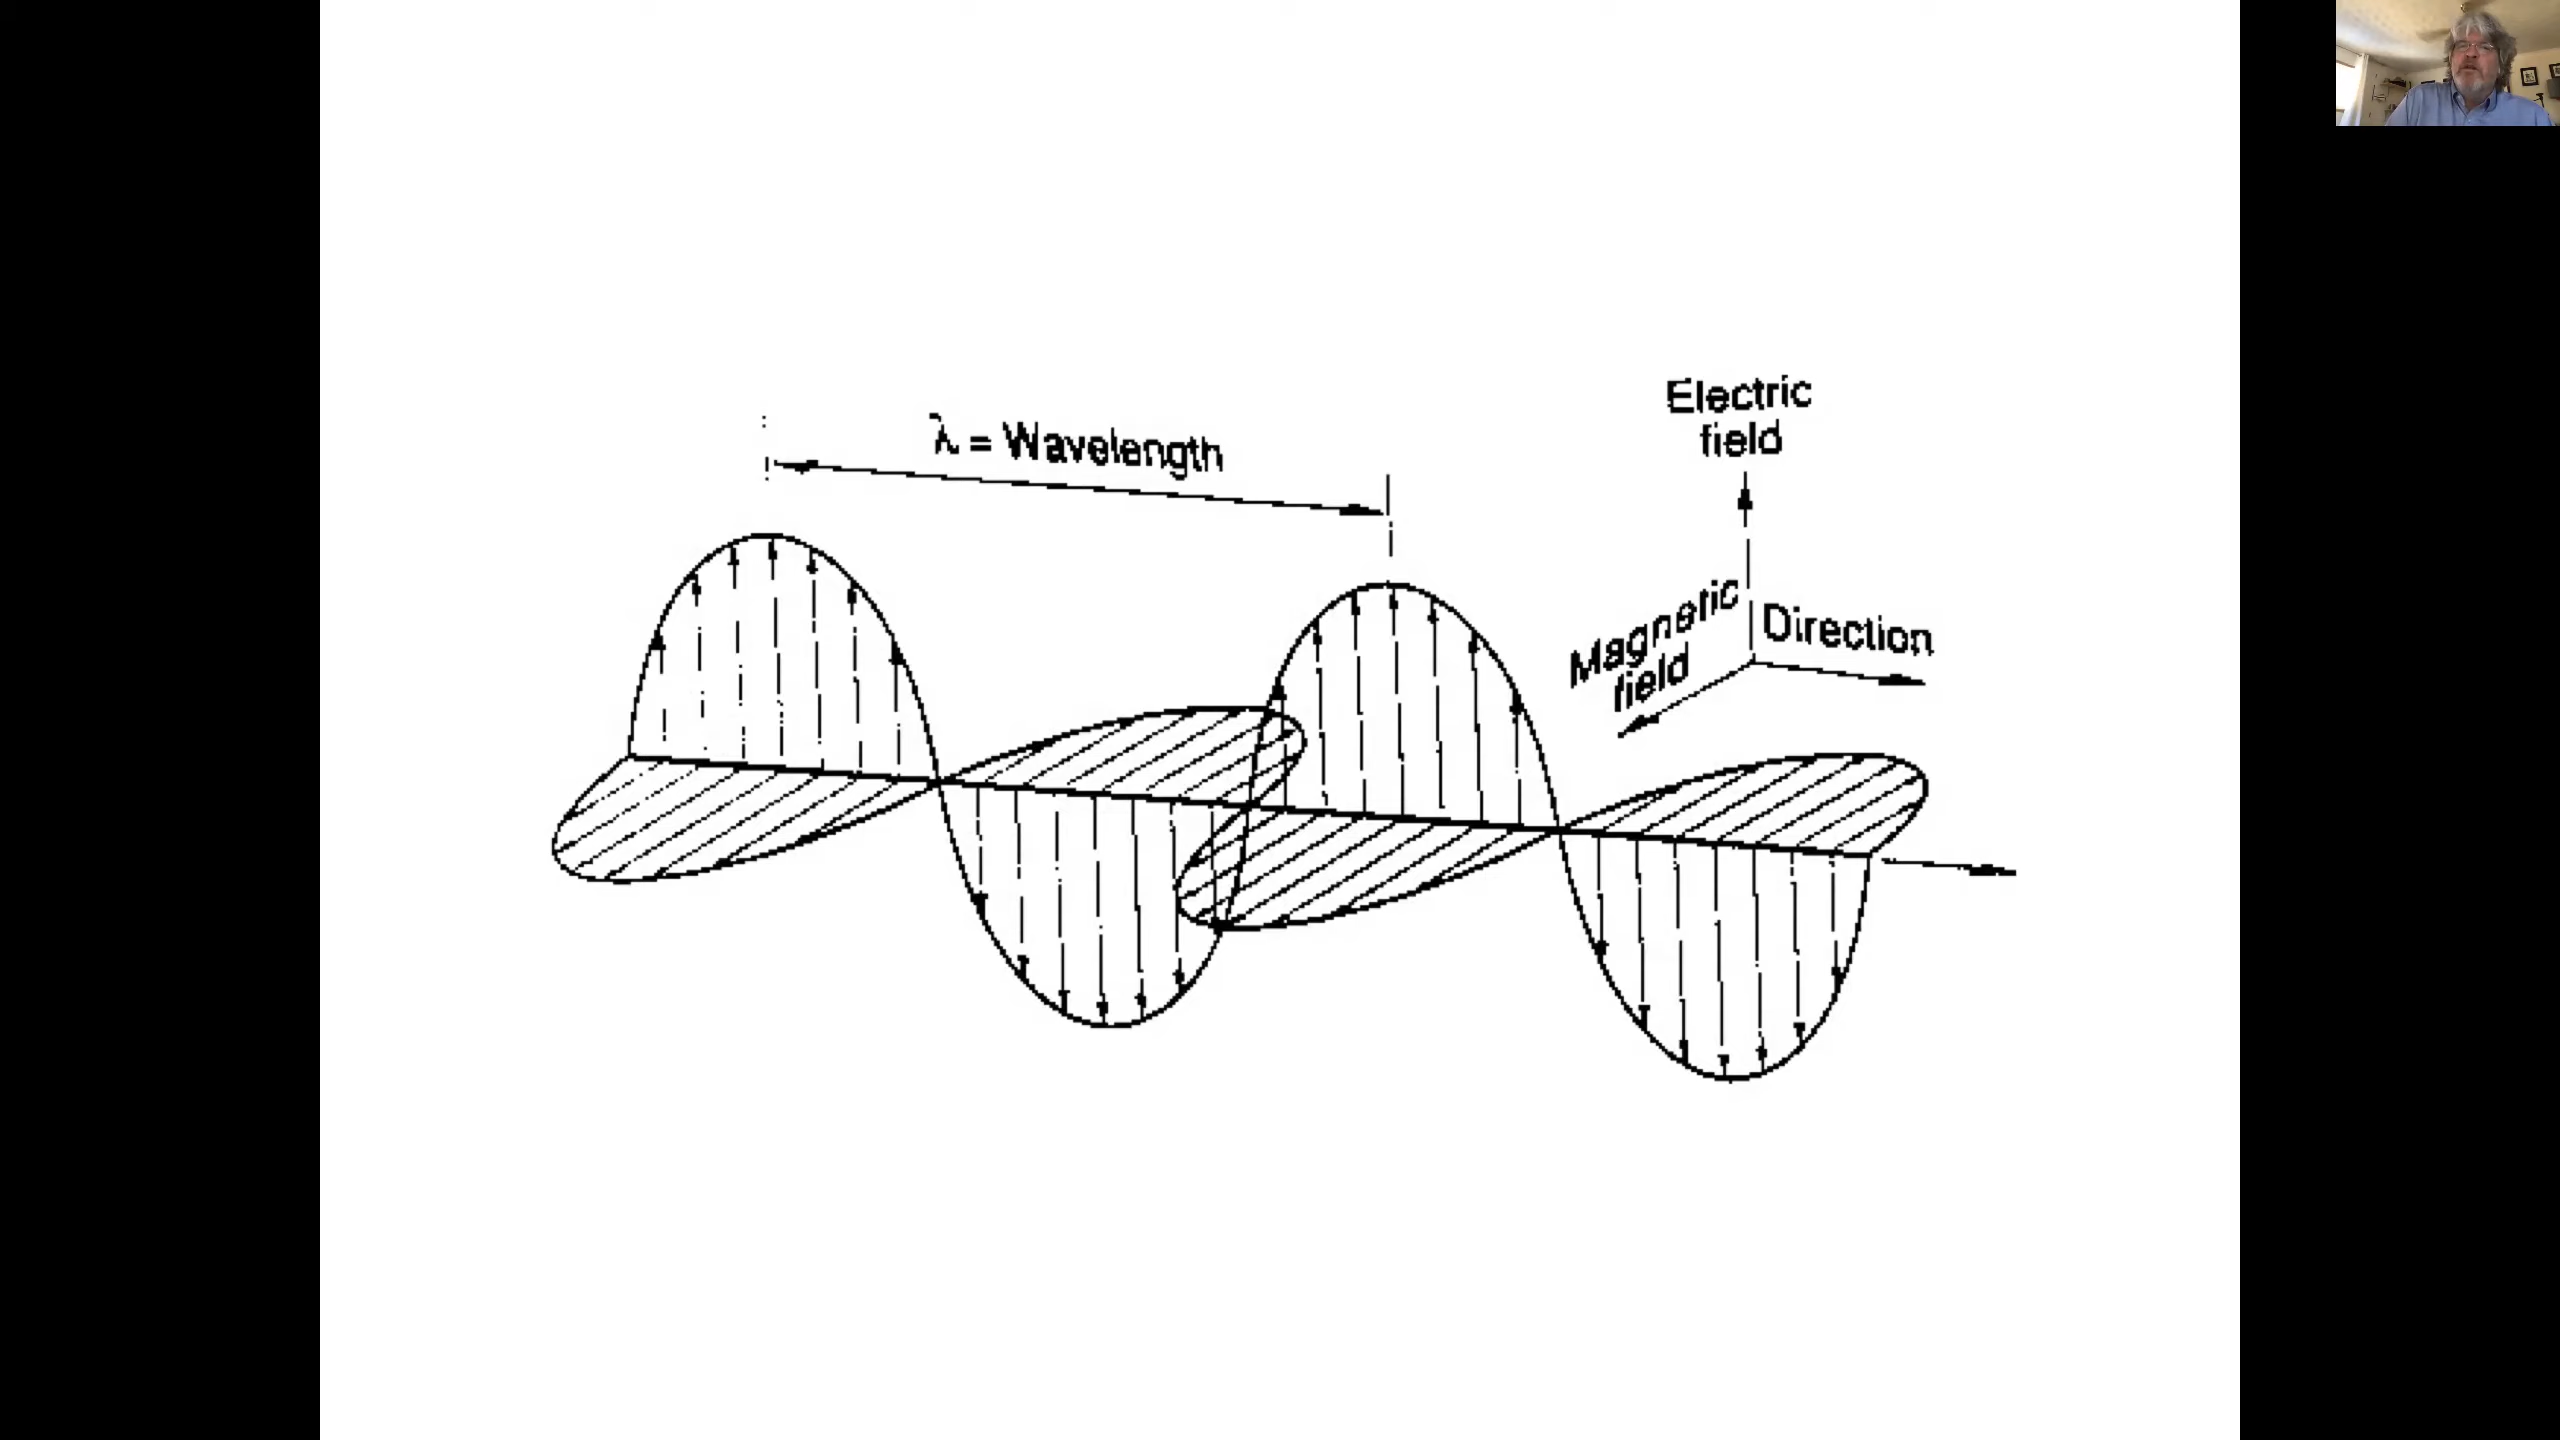 λ = Wavelength
Electric
field
Magnetic
field
Direction